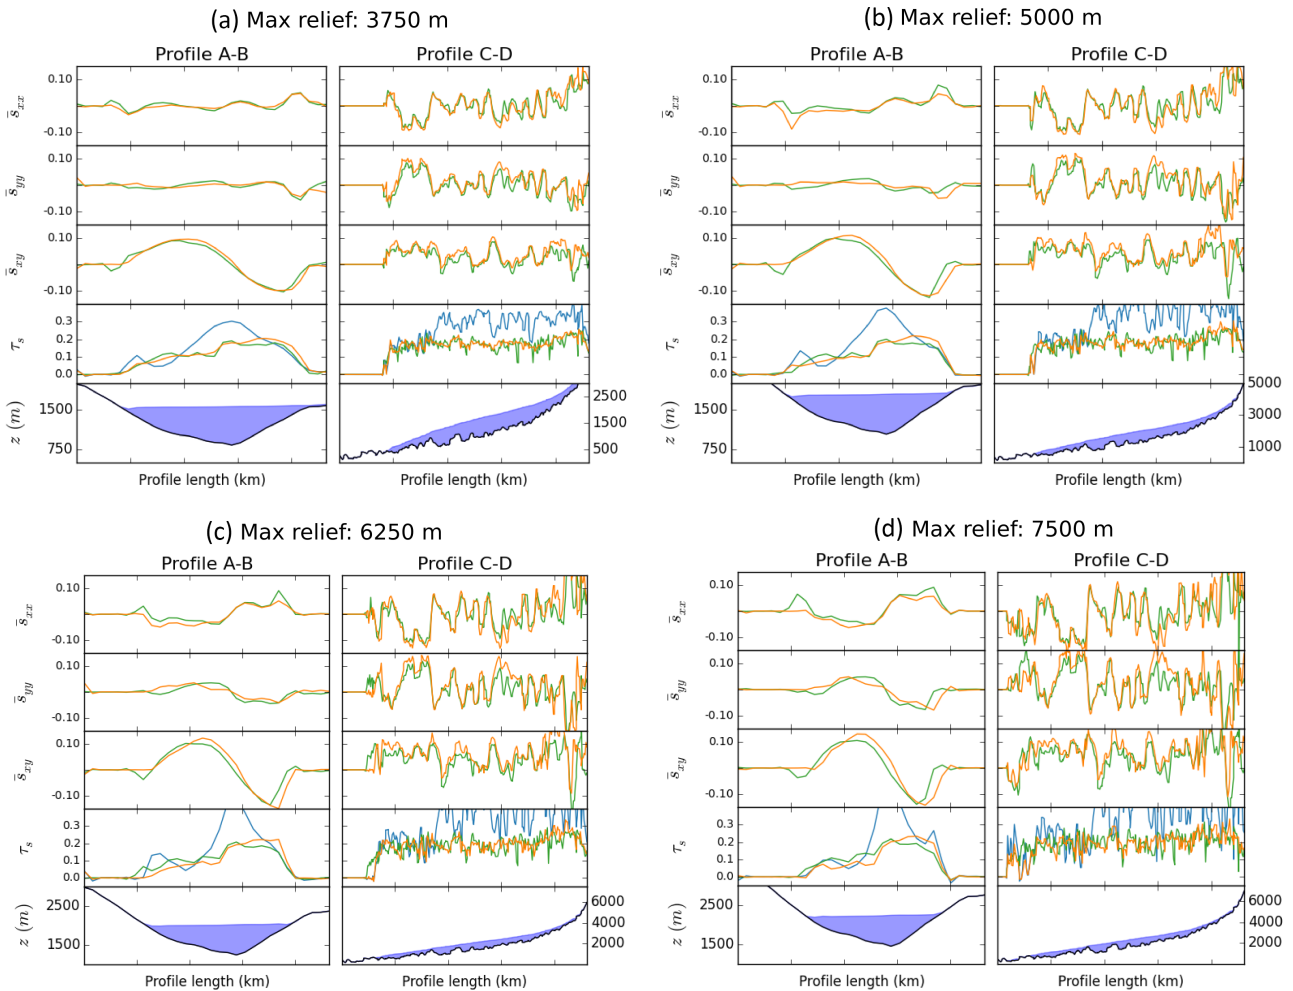 (a) Max relief: 3750 m
Profile A-B
Profile C-D
0.10
-0.10
s̄xx
0.10
-0.10
s̄yy
0.10
-0.10
s̄xy
0.3
0.2
0.1
0.0
τs
1500
750
z (m)
2500
1500
500
Profile length (km)
Profile length (km)
(b) Max relief: 5000 m
Profile A-B
Profile C-D
0.10
-0.10
s̄xx
0.10
-0.10
s̄yy
0.10
-0.10
s̄xy
0.3
0.2
0.1
0.0
τs
1500
750
z (m)
5000
3000
1000
Profile length (km)
Profile length (km)
(c) Max relief: 6250 m
Profile A-B
Profile C-D
0.10
-0.10
s̄xx
0.10
-0.10
s̄yy
0.10
-0.10
s̄xy
0.3
0.2
0.1
0.0
τs
2500
1500
z (m)
6000
4000
2000
Profile length (km)
Profile length (km)
(d) Max relief: 7500 m
Profile A-B
Profile C-D
0.10
-0.10
s̄xx
0.10
-0.10
s̄yy
0.10
-0.10
s̄xy
0.3
0.2
0.1
0.0
τs
2500
1500
z (m)
6000
4000
2000
Profile length (km)
Profile length (km)